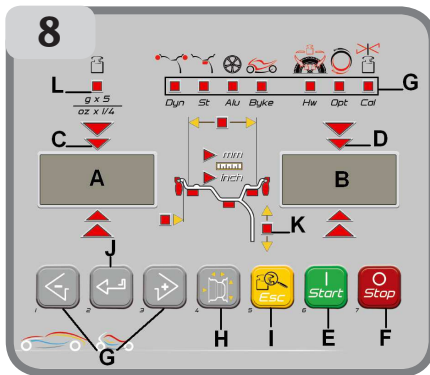 8
L
g x 5
oz x 1/4
Dyn St Alu Byke Hw Opt Cal
G
C
D
mm
inch
A
B
K
J
- + Esc Start Stop
1 2 3 4 5 6 7
G
H
I
E
F